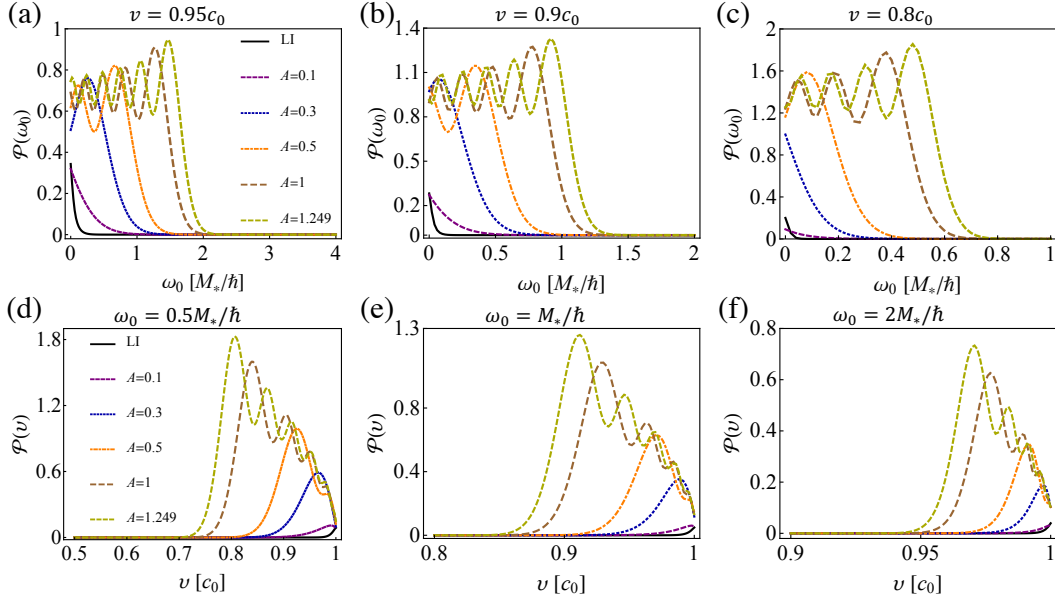 (a) v = 0.95c₀
𝒫(ω₀)
1
0.8
0.6
0.4
0.2
0
LI
A=0.1
A=0.3
A=0.5
A=1
A=1.249
0 1 2 3 4
ω₀ [M*/ħ]
(b) v = 0.9c₀
𝒫(ω₀)
1.4
1.1
0.8
0.5
0.2
0
0 0.5 1 1.5 2
ω₀ [M*/ħ]
(c) v = 0.8c₀
𝒫(ω₀)
2
1.6
1.2
0.8
0.4
0
0 0.2 0.6 0.8 1
ω₀ [M*/ħ]
(d) ω₀ = 0.5M*/ħ
𝒫(υ)
1.8
1.2
0.6
0
LI
A=0.1
A=0.3
A=0.5
A=1
A=1.249
0.5 0.6 0.7 0.8 0.9 1
υ [c₀]
(e) ω₀ = M*/ħ
𝒫(υ)
1.3
0.8
0.4
0
0.8 0.9 1
υ [c₀]
(f) ω₀ = 2M*/ħ
𝒫(υ)
0.8
0.6
0.4
0.2
0
0.9 0.95 1
υ [c₀]